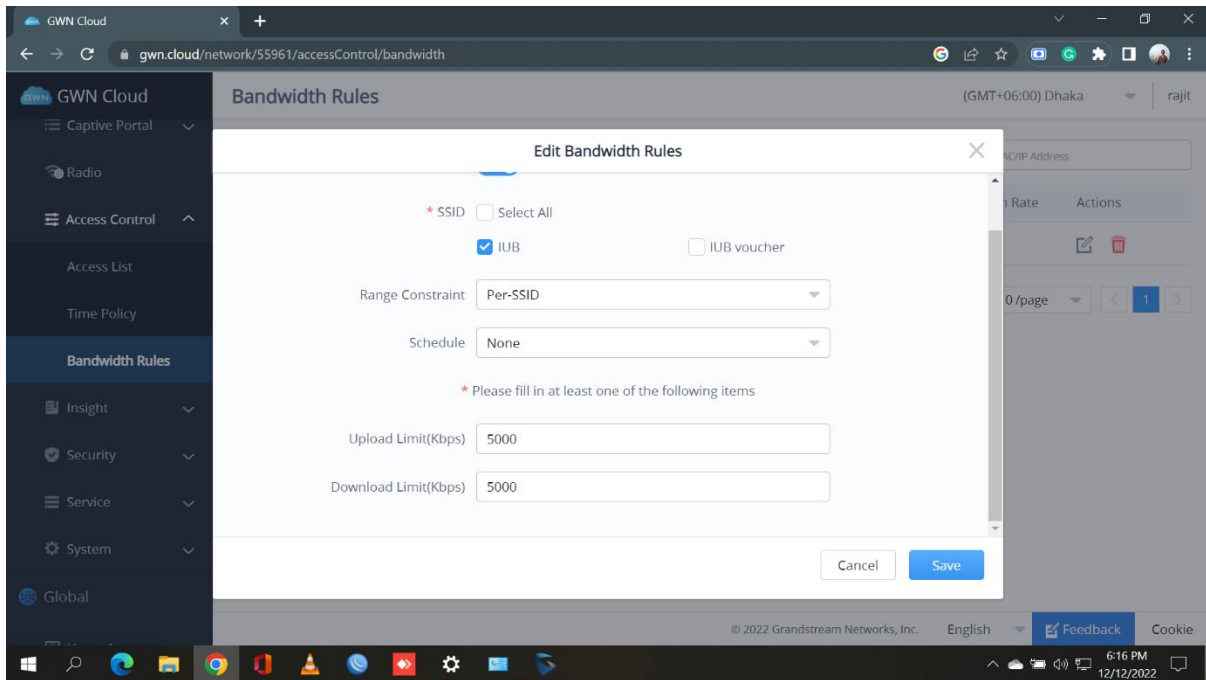 GWN Cloud
gwn.cloud/network/55961/accessControl/bandwidth
GWN GWN Cloud
Bandwidth Rules
(GMT+06:00) Dhaka
rajit
Captive Portal
Radio
Access Control
Access List
Time Policy
Bandwidth Rules
Insight
Security
Service
System
Global
Edit Bandwidth Rules
* SSID Select All
IUB IUB voucher
Range Constraint Per-SSID
Schedule None
* Please fill in at least one of the following items
Upload Limit(Kbps) 5000
Download Limit(Kbps) 5000
Cancel Save
AC/IP Address
Rate Actions
0 /page 1
© 2022 Grandstream Networks, Inc. English Feedback Cookie
6:16 PM
12/12/2022